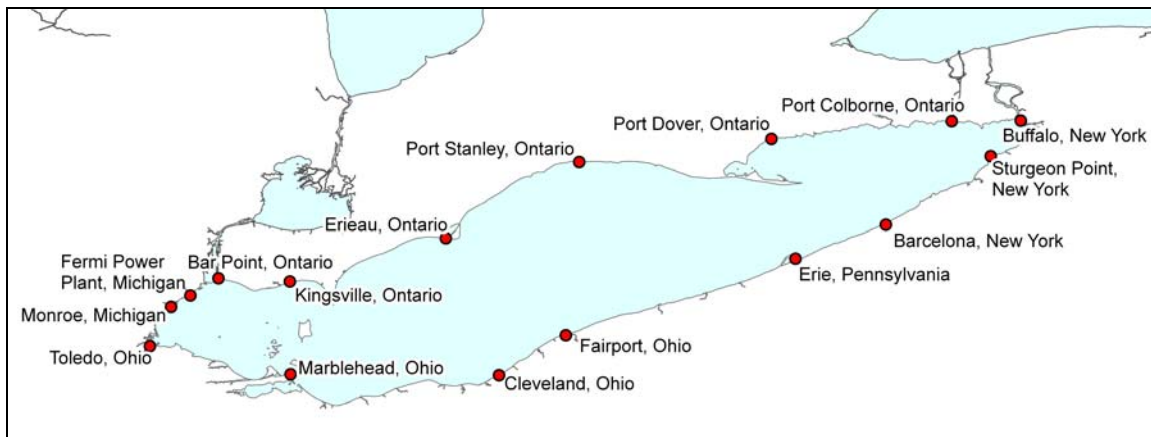 Port Colborne, Ontario
Port Dover, Ontario
Buffalo, New York
Port Stanley, Ontario
Sturgeon Point,
New York
Erieau, Ontario
Barcelona, New York
Fermi Power
Plant, Michigan
Bar Point, Ontario
Erie, Pennsylvania
Kingsville, Ontario
Monroe, Michigan
Fairport, Ohio
Toledo, Ohio
Marblehead, Ohio
Cleveland, Ohio